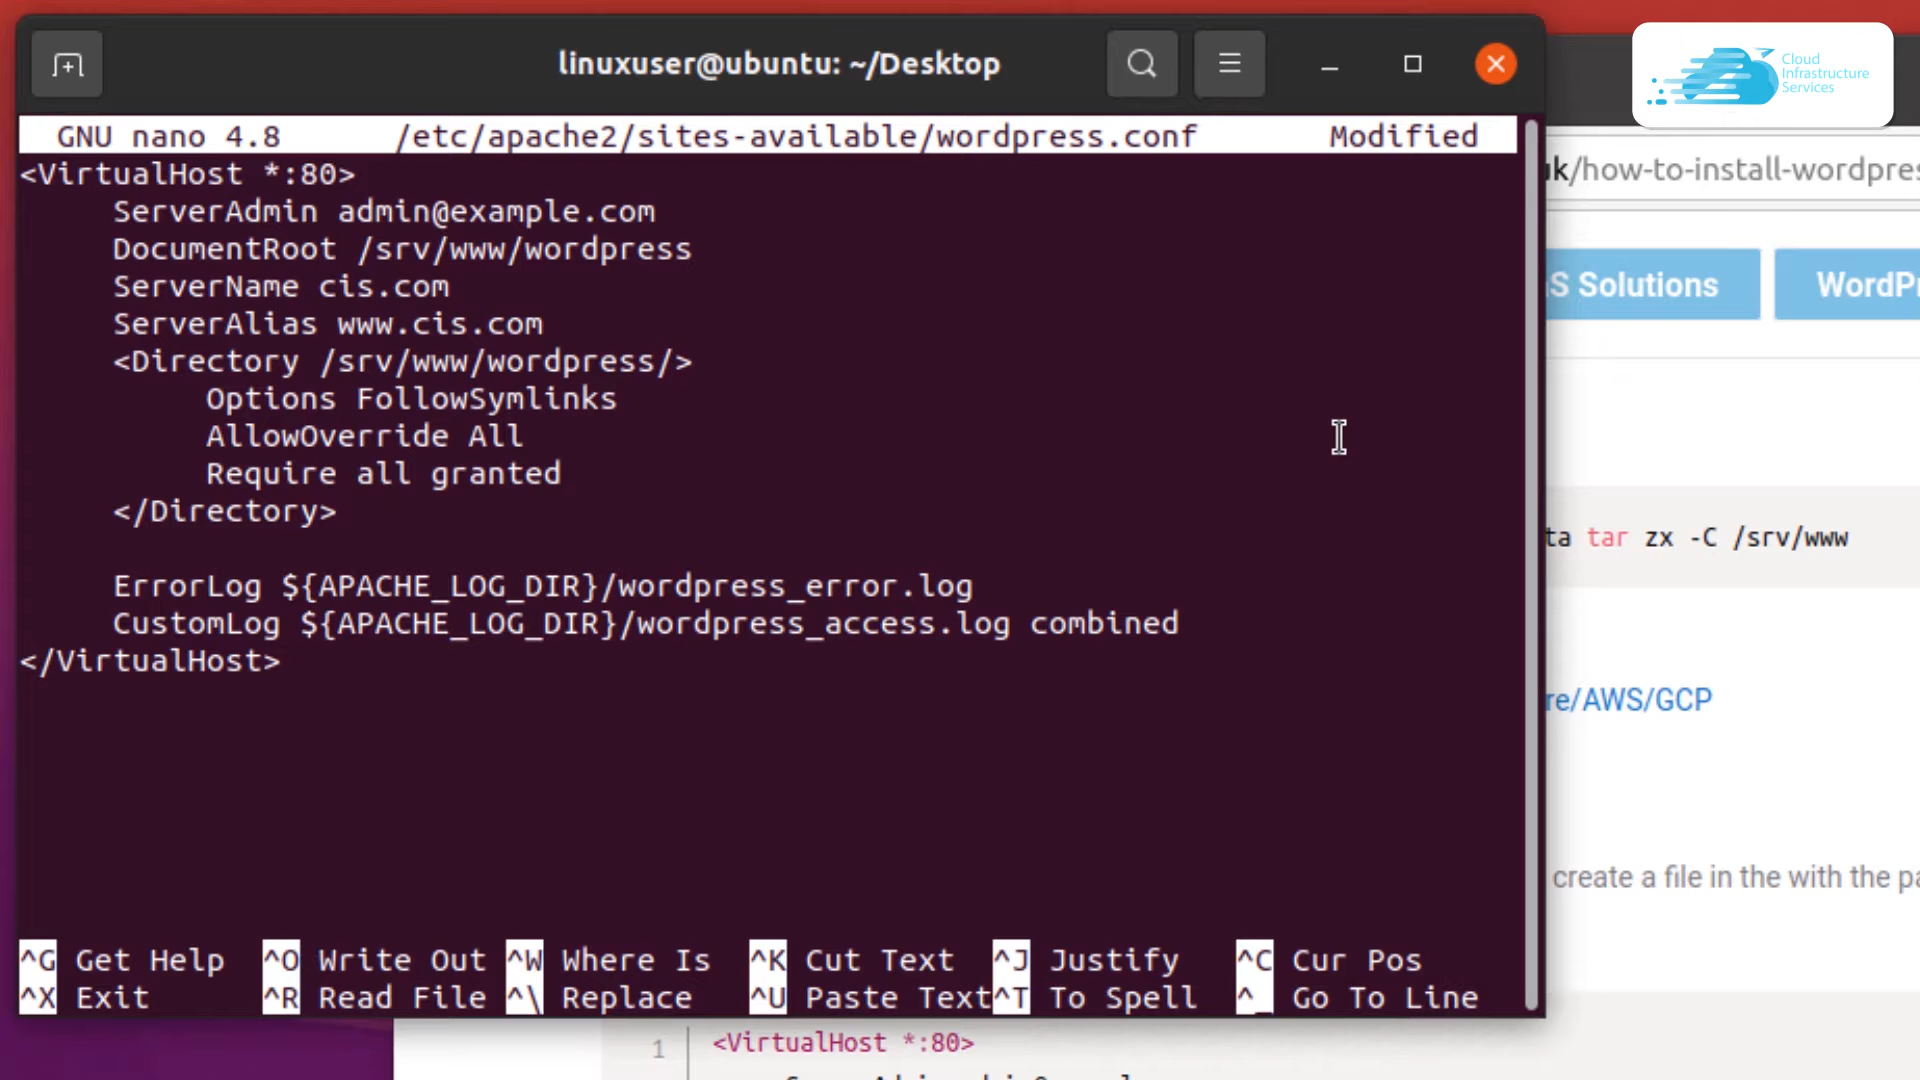 linuxuser@ubuntu: ~/Desktop
Cloud
Infrastructure
Services
GNU nano 4.8 /etc/apache2/sites-available/wordpress.conf Modified
<VirtualHost *:80>
ServerAdmin admin@example.com
DocumentRoot /srv/www/wordpress
ServerName cis.com
ServerAlias www.cis.com
<Directory /srv/www/wordpress/>
Options FollowSymlinks
AllowOverride All
Require all granted
</Directory>
ErrorLog ${APACHE_LOG_DIR}/wordpress_error.log
CustomLog ${APACHE_LOG_DIR}/wordpress_access.log combined
</VirtualHost>
^G Get Help ^O Write Out ^W Where Is ^K Cut Text ^J Justify ^C Cur Pos
^X Exit ^R Read File ^\ Replace ^U Paste Text ^T To Spell ^_ Go To Line
uk/how-to-install-wordpres
S Solutions
WordPr
ta tar zx -C /srv/www
re/AWS/GCP
create a file in the with the pa
1 <VirtualHost *:80>